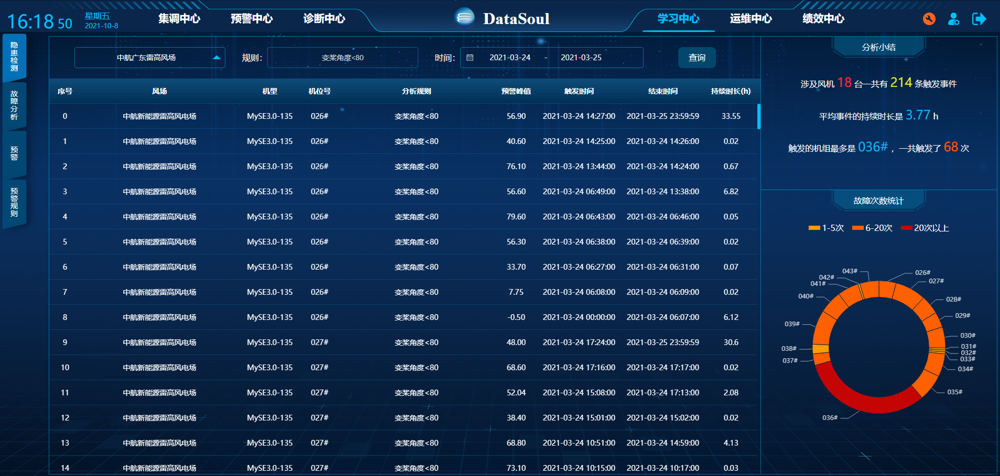 16:18 50 星期五 2021-10-8
集调中心 预警中心 诊断中心 DataSoul 学习中心 运维中心 绩效中心
隐患检测
故障分析
预警
预警规则
中航广东雷高风场 规则: 变桨角度<80 时间: 2021-03-24 - 2021-03-25 查询
序号 风场 机型 机位号 分析规则 预警峰值 触发时间 结束时间 持续时长(h)
0 中航新能源雷高风电场 MySE3.0-135 026# 变桨角度<80 56.90 2021-03-24 14:27:00 2021-03-25 23:59:59 33.55
1 中航新能源雷高风电场 MySE3.0-135 026# 变桨角度<80 40.60 2021-03-24 14:25:00 2021-03-24 14:26:00 0.02
2 中航新能源雷高风电场 MySE3.0-135 026# 变桨角度<80 76.10 2021-03-24 13:44:00 2021-03-24 14:24:00 0.67
3 中航新能源雷高风电场 MySE3.0-135 026# 变桨角度<80 56.60 2021-03-24 06:49:00 2021-03-24 13:38:00 6.82
4 中航新能源雷高风电场 MySE3.0-135 026# 变桨角度<80 79.60 2021-03-24 06:43:00 2021-03-24 06:46:00 0.05
5 中航新能源雷高风电场 MySE3.0-135 026# 变桨角度<80 56.30 2021-03-24 06:38:00 2021-03-24 06:39:00 0.02
6 中航新能源雷高风电场 MySE3.0-135 026# 变桨角度<80 33.70 2021-03-24 06:27:00 2021-03-24 06:31:00 0.07
7 中航新能源雷高风电场 MySE3.0-135 026# 变桨角度<80 7.75 2021-03-24 06:08:00 2021-03-24 06:09:00 0.02
8 中航新能源雷高风电场 MySE3.0-135 026# 变桨角度<80 -0.50 2021-03-24 00:00:00 2021-03-24 06:07:00 6.12
9 中航新能源雷高风电场 MySE3.0-135 027# 变桨角度<80 48.00 2021-03-24 17:24:00 2021-03-25 23:59:59 30.6
10 中航新能源雷高风电场 MySE3.0-135 027# 变桨角度<80 68.60 2021-03-24 17:16:00 2021-03-24 17:17:00 0.02
11 中航新能源雷高风电场 MySE3.0-135 027# 变桨角度<80 52.04 2021-03-24 15:08:00 2021-03-24 17:13:00 2.08
12 中航新能源雷高风电场 MySE3.0-135 027# 变桨角度<80 38.40 2021-03-24 15:01:00 2021-03-24 15:02:00 0.02
13 中航新能源雷高风电场 MySE3.0-135 027# 变桨角度<80 68.80 2021-03-24 10:51:00 2021-03-24 14:59:00 4.13
14 中航新能源雷高风电场 MySE3.0-135 027# 变桨角度<80 73.10 2021-03-24 10:15:00 2021-03-24 10:17:00 0.03
分析小结
涉及风机 18 台一共有 214 条触发事件
平均事件的持续时长是 3.77 h
触发的机组最多是 036#，一共触发了 68 次
故障次数统计
1-5次 6-20次 20次以上
026#
027#
028#
029#
030#
031#
032#
033#
034#
035#
036#
037#
038#
039#
040#
041#
042#
043#